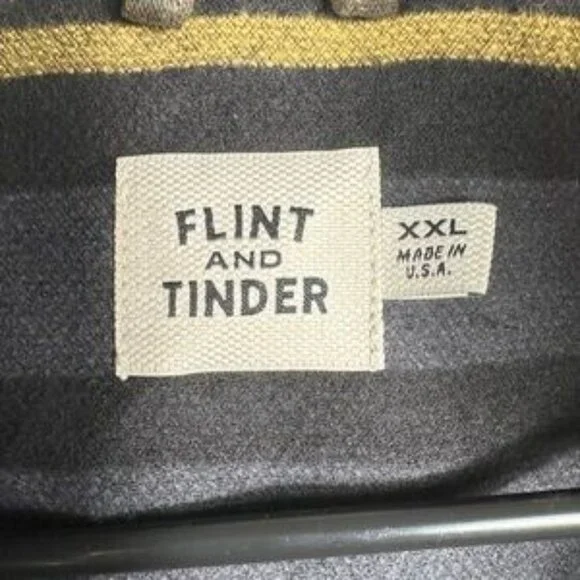 FLINT
AND
TINDER
XXL
MADE IN
U.S.A.